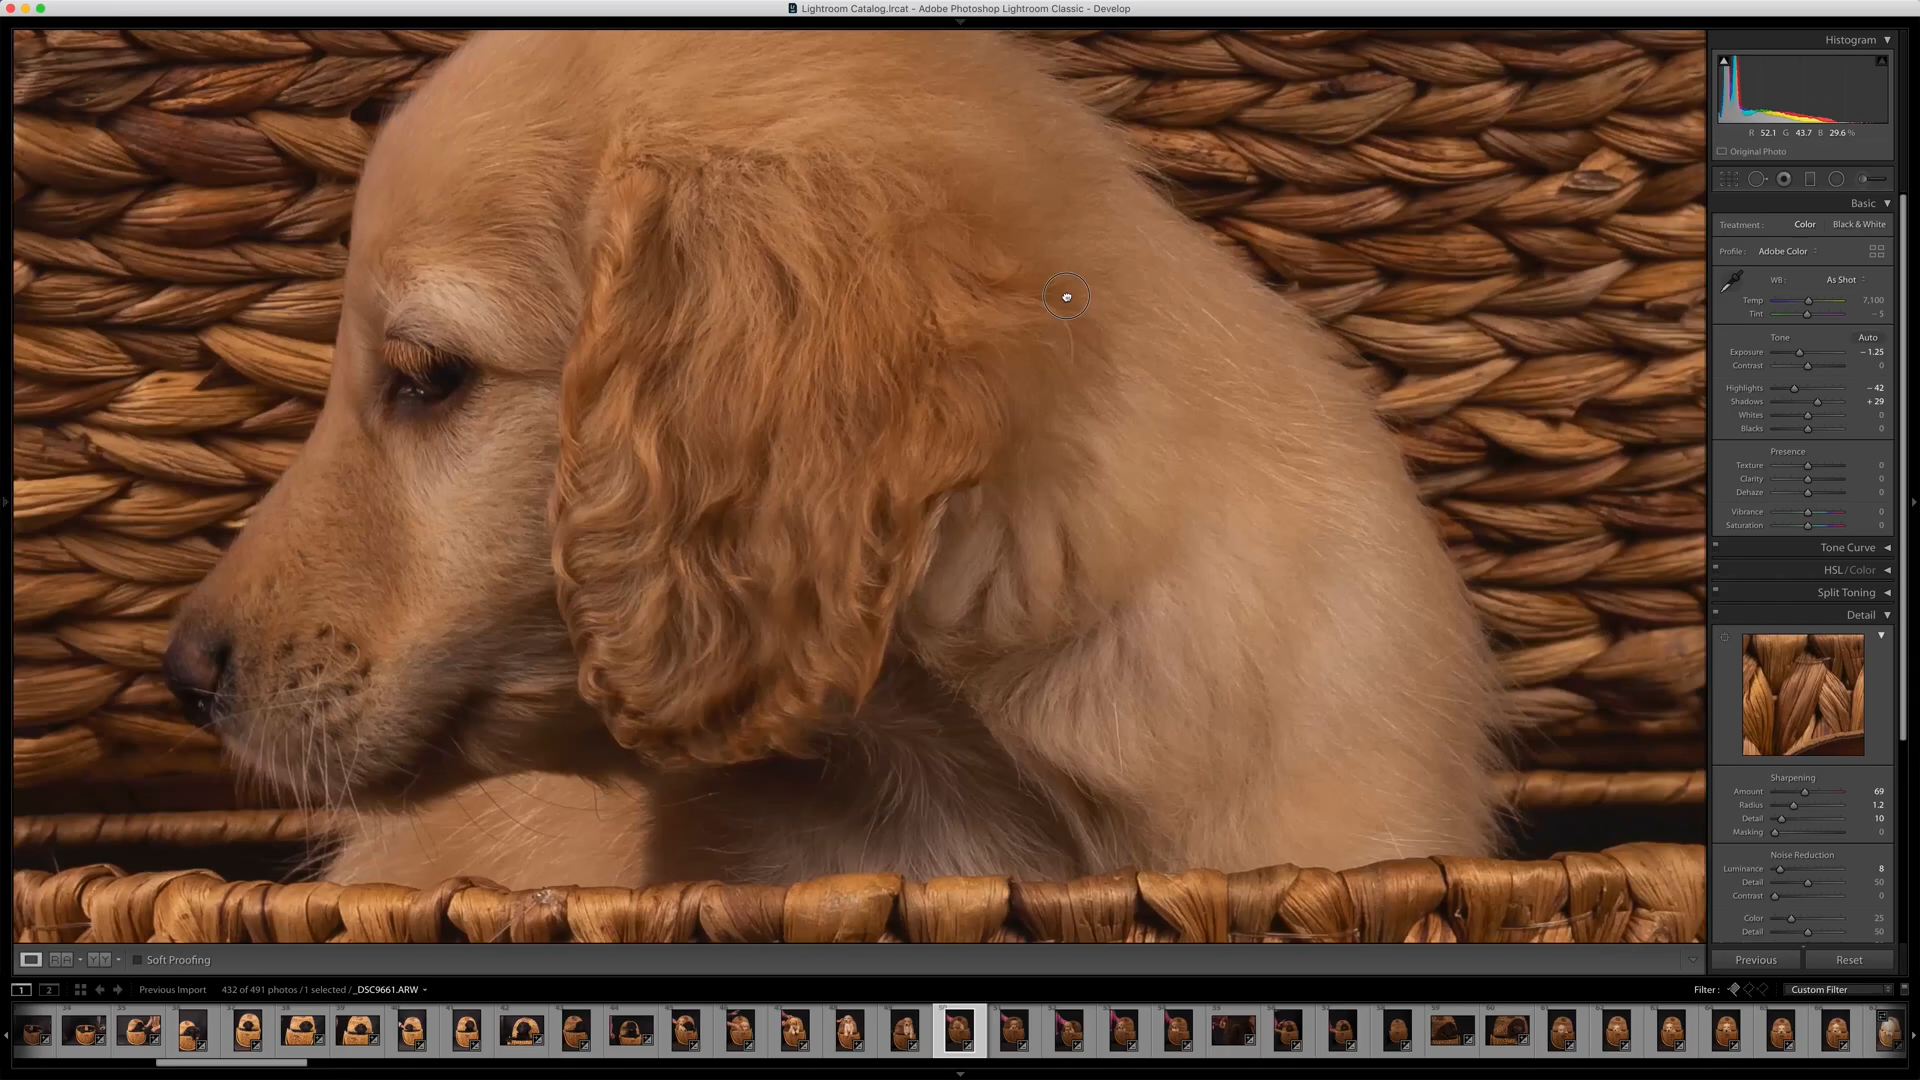 Lightroom Catalog.lrcat - Adobe Photoshop Lightroom Classic - Develop
Histogram
R 52.1 G 43.7 B 29.6 %
Original Photo
Basic
Treatment : Color Black & White
Profile : Adobe Color
WB : As Shot
Temp 7,100
Tint - 5
Tone Auto
Exposure - 1.25
Contrast 0
Highlights - 42
Shadows + 29
Whites 0
Blacks 0
Presence
Texture 0
Clarity 0
Dehaze 0
Vibrance 0
Saturation 0
Tone Curve
HSL / Color
Split Toning
Detail
Sharpening
Amount 69
Radius 1.2
Detail 10
Masking 0
Noise Reduction
Luminance 8
Detail 50
Contrast 0
Color 25
Detail 50
R A Y Y Soft Proofing
Previous Reset
1 2 Previous Import 432 of 491 photos / 1 selected / _DSC9661.ARW
Filter : Custom Filter